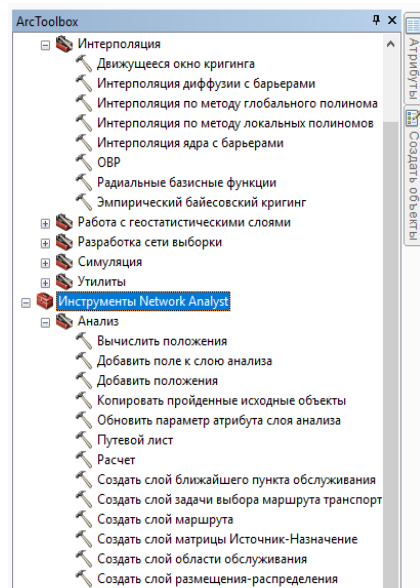 ArcToolbox
Интерполяция
Движущееся окно кригинга
Интерполяция диффузии с барьерами
Интерполяция по методу глобального полинома
Интерполяция по методу локальных полиномов
Интерполяция ядра с барьерами
ОВР
Радиальные базисные функции
Эмпирический байесовский кригинг
Работа с геостатистическими слоями
Разработка сети выборки
Симуляция
Утилиты
Инструменты Network Analyst
Анализ
Вычислить положения
Добавить поле к слою анализа
Добавить положения
Копировать пройденные исходные объекты
Обновить параметр атрибута слоя анализа
Путевой лист
Расчет
Создать слой ближайшего пункта обслуживания
Создать слой задачи выбора маршрута транспорт
Создать слой маршрута
Создать слой матрицы Источник-Назначение
Создать слой области обслуживания
Создать слой размещения-распределения
Атрибуты
Создать объекты